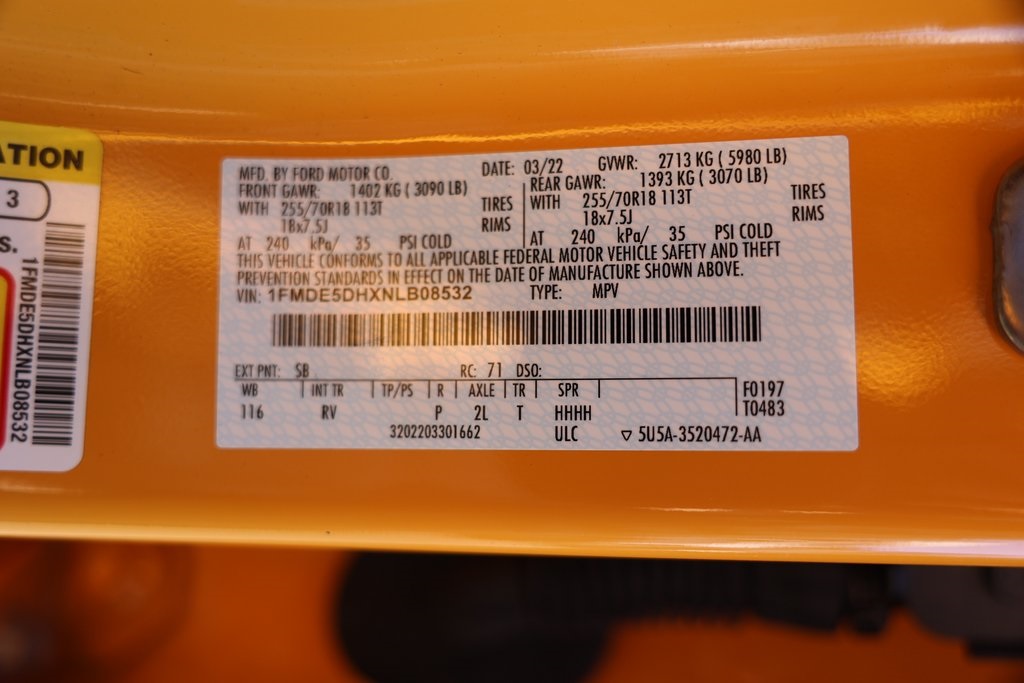 ATION
3
S.
1FMDE5DHXNLB08532
MFD. BY FORD MOTOR CO. DATE: 03/22 GVWR: 2713 KG ( 5980 LB)
FRONT GAWR: 1402 KG ( 3090 LB) REAR GAWR: 1393 KG ( 3070 LB)
WITH 255/70R18 113T TIRES WITH 255/70R18 113T TIRES
18x7.5J RIMS 18x7.5J RIMS
AT 240 kPa/ 35 PSI COLD AT 240 kPa/ 35 PSI COLD
THIS VEHICLE CONFORMS TO ALL APPLICABLE FEDERAL MOTOR VEHICLE SAFETY AND THEFT
PREVENTION STANDARDS IN EFFECT ON THE DATE OF MANUFACTURE SHOWN ABOVE.
VIN: 1FMDE5DHXNLB08532 TYPE: MPV
EXT PNT: SB RC: 71 DSO:
WB INT TR TP/PS R AXLE TR SPR F0197
116 RV P 2L T HHHH T0483
3202203301662 ULC ▽ 5U5A-3520472-AA